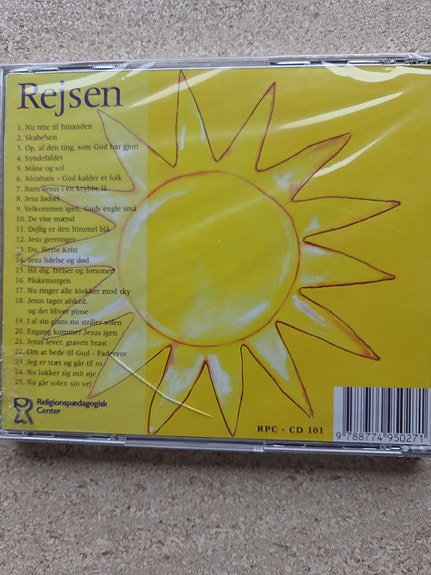 Rejsen
1. Nu titte til hinanden
2. Skabelsen
3. Op, al den ting, som Gud har gjort
4. Syndefaldet
5. Måne og sol
6. Abraham - Gud kalder et folk
7. Barn Jesus i en krybbe lå
8. Jesu fødsel
9. Velkommen igen, Guds engle små
10. De vise mænd
11. Dejlig er den himmel blå
12. Jesu gerninger
13. Du, Herre Krist
14. Jesu lidelse og død
15. Hil dig, frelser og forsoner
16. Påskemorgen
17. Nu ringer alle klokker mod sky
18. Jesus tager afsked,
og det bliver pinse
19. I al sin glans nu stråler solen
20. Engang kommer Jesus igen
21. Jesus lever, graven brast
22. Om at bede til Gud - Fadervor
23. Jeg er træt og går til ro
24. Nu lukker sig mit øje
25. Nu går solen sin vej
Religionspædagogisk
Center
RPC - CD 101
9 788774 950271